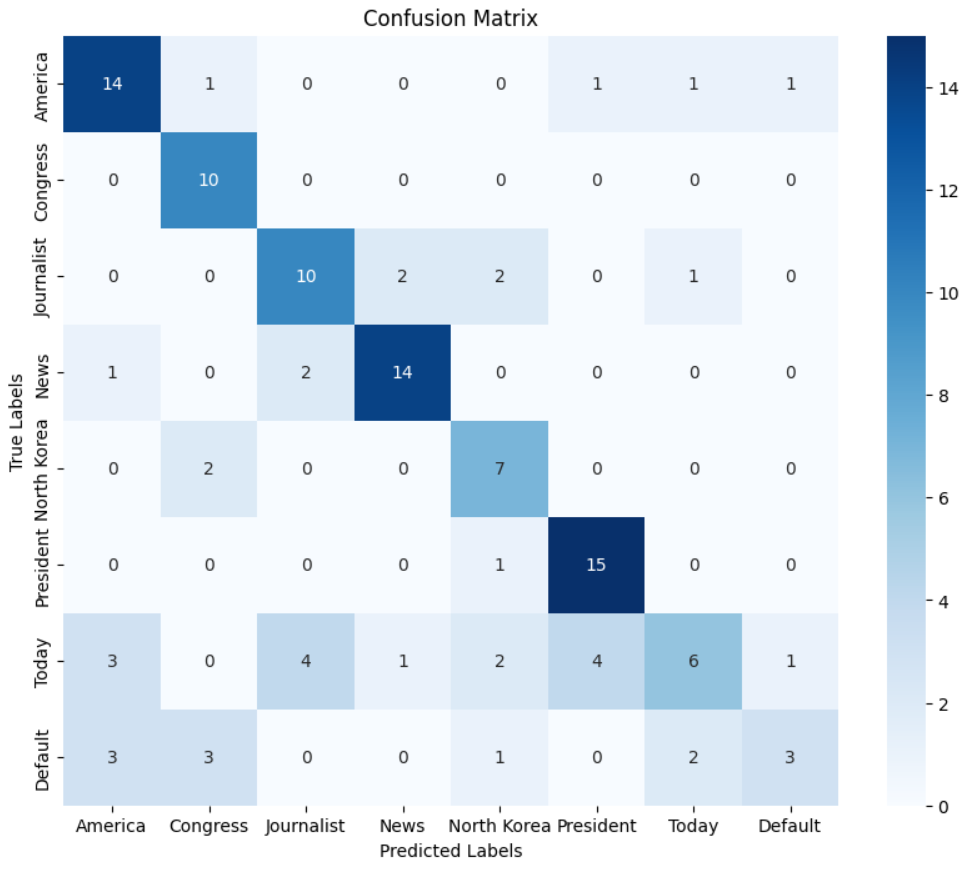 Confusion Matrix
America 14 1 0 0 0 1 1 1
Congress 0 10 0 0 0 0 0 0
Journalist 0 0 10 2 2 0 1 0
News 1 0 2 14 0 0 0 0
North Korea 0 2 0 0 7 0 0 0
President 0 0 0 0 1 15 0 0
Today 3 0 4 1 2 4 6 1
Default 3 3 0 0 1 0 2 3
True Labels
America Congress Journalist News North Korea President Today Default
Predicted Labels
14
12
10
8
6
4
2
0